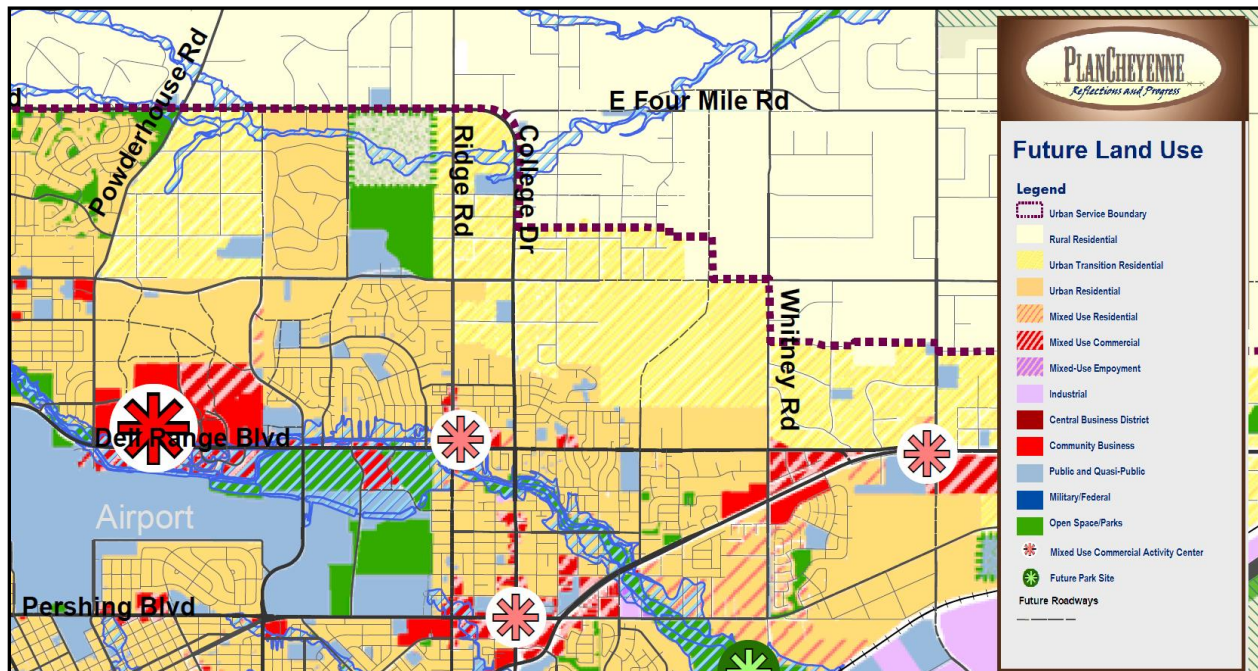 Powderhouse Rd
d
E Four Mile Rd
Ridge Rd
College Dr
Whitney Rd
Dell Range Blvd
Airport
Pershing Blvd
PLANCHEYENNE
Reflections and Progress
Future Land Use
Legend
Urban Service Boundary
Rural Residential
Urban Transition Residential
Urban Residential
Mixed Use Residential
Mixed Use Commercial
Mixed-Use Empoyment
Industrial
Central Business District
Community Business
Public and Quasi-Public
Military/Federal
Open Space/Parks
Mixed Use Commercial Activity Center
Future Park Site
Future Roadways